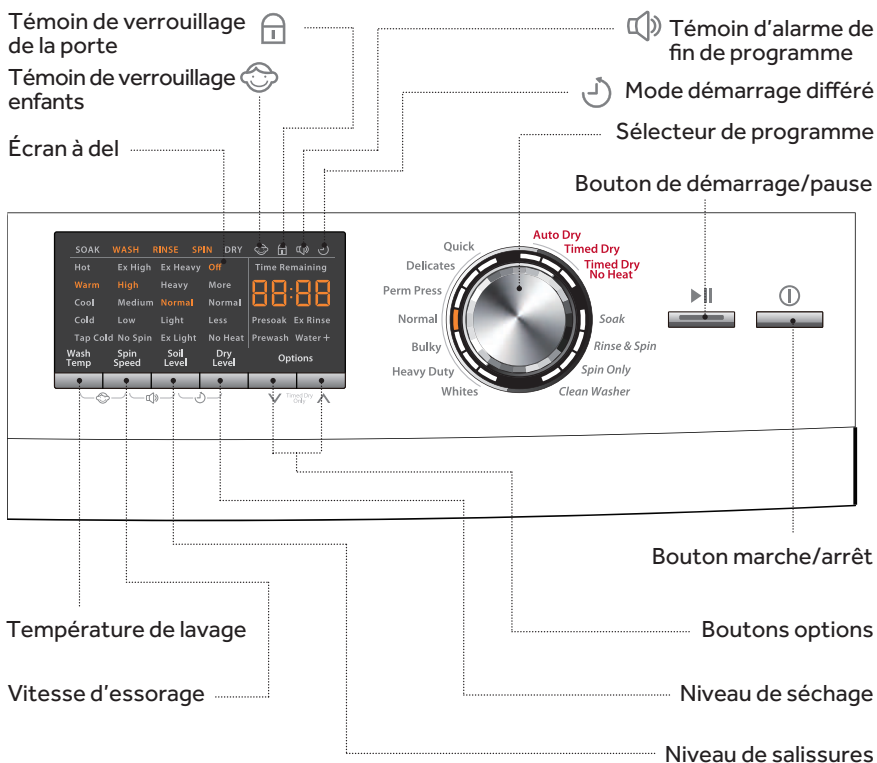 Témoin de verrouillage
de la porte
Témoin de verrouillage
enfants
Écran à del
Témoin d'alarme de
fin de programme
Mode démarrage différé
Sélecteur de programme
Bouton de démarrage/pause
SOAK WASH RINSE SPIN DRY
Hot Ex High Ex Heavy Off Time Remaining
Warm High Heavy More 88:88
Cool Medium Normal Normal
Cold Low Light Less Presoak Ex Rinse
Tap Cold No Spin Ex Light No Heat Prewash Water+
Wash
Temp
Spin
Speed
Soil
Level
Dry
Level
Options
Timed Dry
Only
Quick
Delicates
Perm Press
Normal
Bulky
Heavy Duty
Whites
Auto Dry
Timed Dry
Timed Dry
No Heat
Soak
Rinse & Spin
Spin Only
Clean Washer
Bouton marche/arrêt
Température de lavage
Boutons options
Vitesse d'essorage
Niveau de séchage
Niveau de salissures